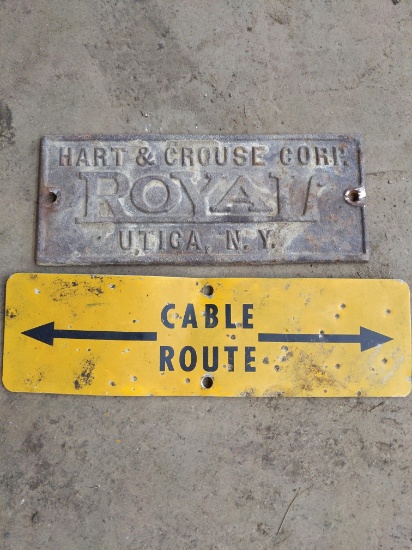 HART & CROUSE CORP.
ROYAL
UTICA, N.Y.
CABLE
ROUTE